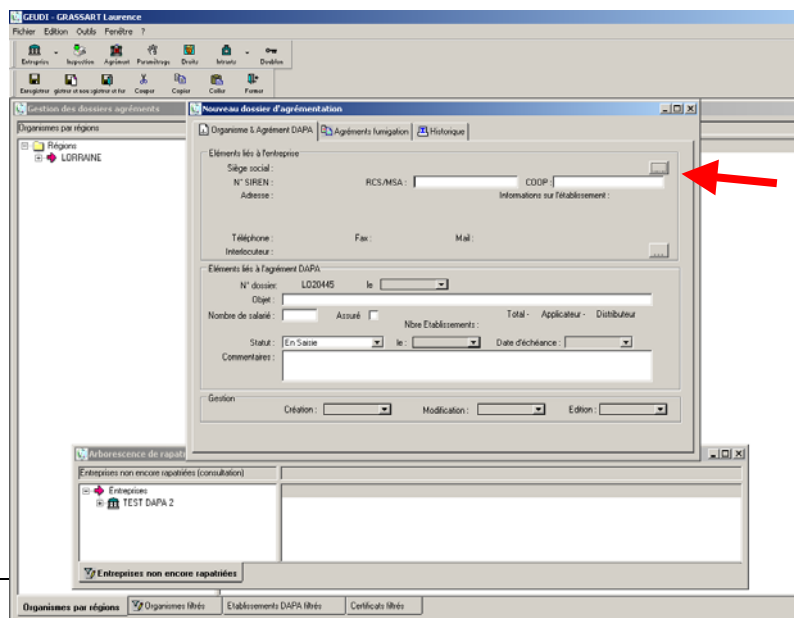 GEUDI - GRASSART Laurence
Fichier Edition Outils Fenêtre ?
Entreprise Inspection Agrément Paramétrage Droits Intrants Doublon
Copier Coller Fermer
Gestion des dossiers agréments
Organismes par régions
Régions
LORRAINE
Nouveau dossier d'agrémentation
Organisme & Agrément DAPA Agréments fumigation Historique
Eléments liés à l'entreprise
Siège social :
N° SIREN : RCS/MSA : COOP :
Adresse : Informations sur l'établissement :
Téléphone : Fax : Mail :
Interlocuteur :
Eléments liés à l'agrément DAPA
N° dossier: LO20445 le
Objet :
Nombre de salarié : Assuré Total - Applicateur - Distributeur
Nbre Etablissements :
Statut : En Saisie le : Date d'échéance :
Commentaires :
Gestion
Création : Modification : Edition :
Arborescence de rapatri
Entreprises non encore rapatriées (consultation)
Entreprises
TEST DAPA 2
Entreprises non encore rapatriées
Organismes par régions Organismes filtrés Etablissements DAPA filtrés Certificats filtrés